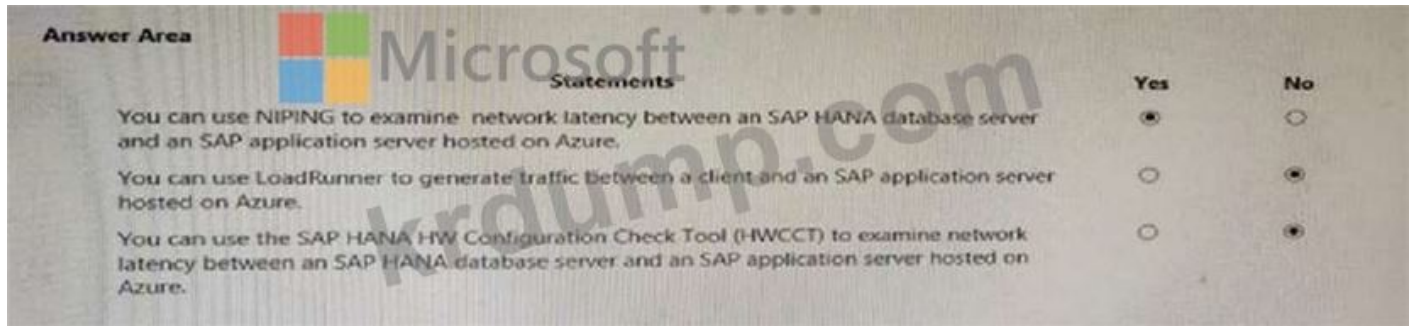 Answer Area
Microsoft
Statements Yes No
You can use NIPING to examine network latency between an SAP HANA database server
and an SAP application server hosted on Azure.
You can use LoadRunner to generate traffic between a client and an SAP application server
hosted on Azure.
You can use the SAP HANA HW Configuration Check Tool (HWCCT) to examine network
latency between an SAP HANA database server and an SAP application server hosted on
Azure.
krdump.com